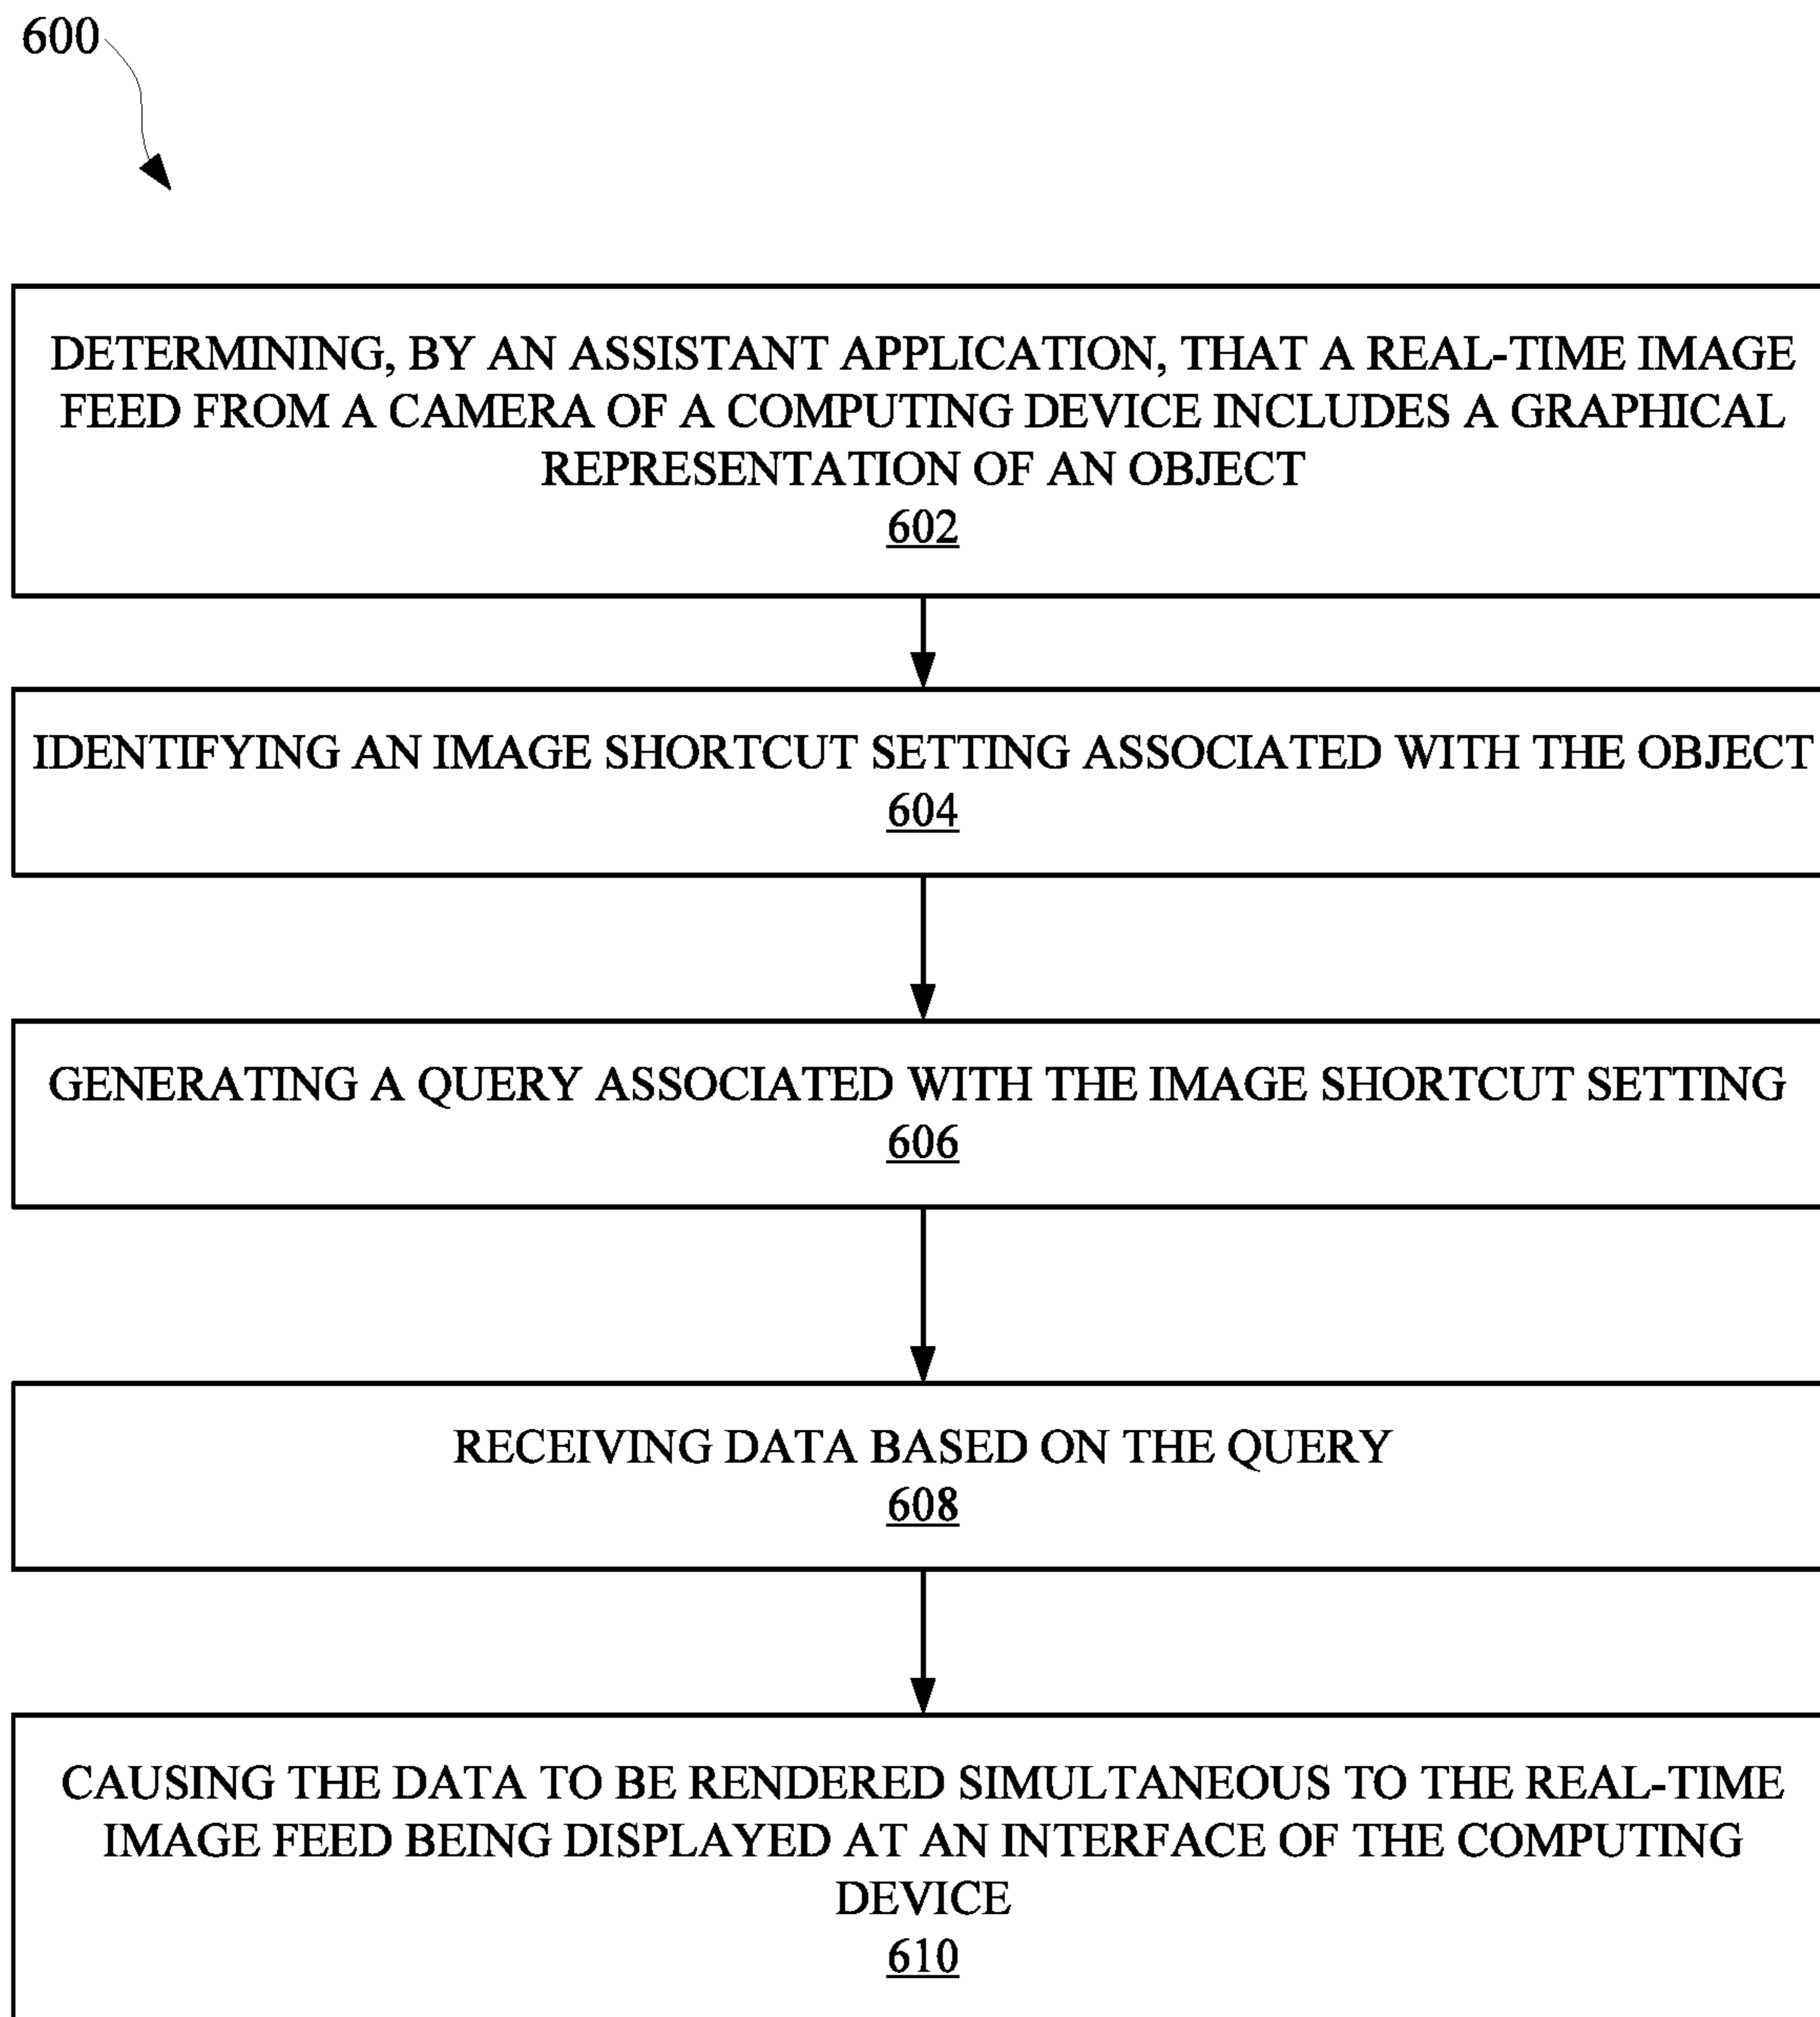 600
DETERMINING, BY AN ASSISTANT APPLICATION, THAT A REAL-TIME IMAGE
FEED FROM A CAMERA OF A COMPUTING DEVICE INCLUDES A GRAPHICAL
REPRESENTATION OF AN OBJECT
602
IDENTIFYING AN IMAGE SHORTCUT SETTING ASSOCIATED WITH THE OBJECT
604
GENERATING A QUERY ASSOCIATED WITH THE IMAGE SHORTCUT SETTING
606
RECEIVING DATA BASED ON THE QUERY
608
CAUSING THE DATA TO BE RENDERED SIMULTANEOUS TO THE REAL-TIME
IMAGE FEED BEING DISPLAYED AT AN INTERFACE OF THE COMPUTING
DEVICE
610